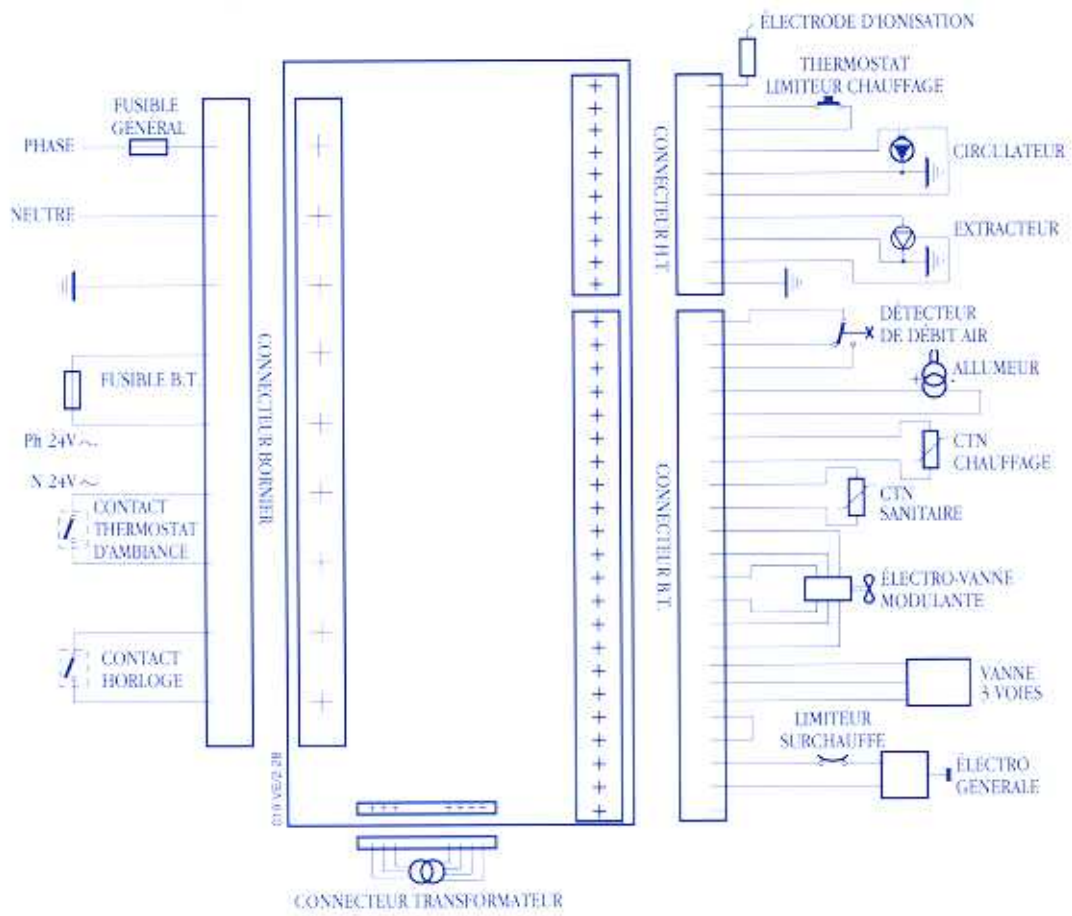 ÉLECTRODE D'IONISATION
THERMOSTAT
LIMITEUR CHAUFFAGE
FUSIBLE
GÉNÉRAL
PHASE
CIRCULATEUR
CONNECTEUR H.T
NEUTRE
EXTRACTEUR
DÉTECTEUR
DE DÉBIT AIR
ALLUMEUR
+
-
FUSIBLE B.T.
CONNECTEUR BORNIER
Ph 24V~
CTN
CHAUFFAGE
N 24V~
CTN
SANITAIRE
CONNECTEUR B.T.
CONTACT
THERMOSTAT
D'AMBIANCE
ÉLECTRO-VANNE
MODULANTE
CONTACT
HORLOGE
VANNE
3 VOIES
LIMITEUR
SURCHAUFFE
ÉLECTRO
GÉNÉRALE
CONNECTEUR TRANSFORMATEUR